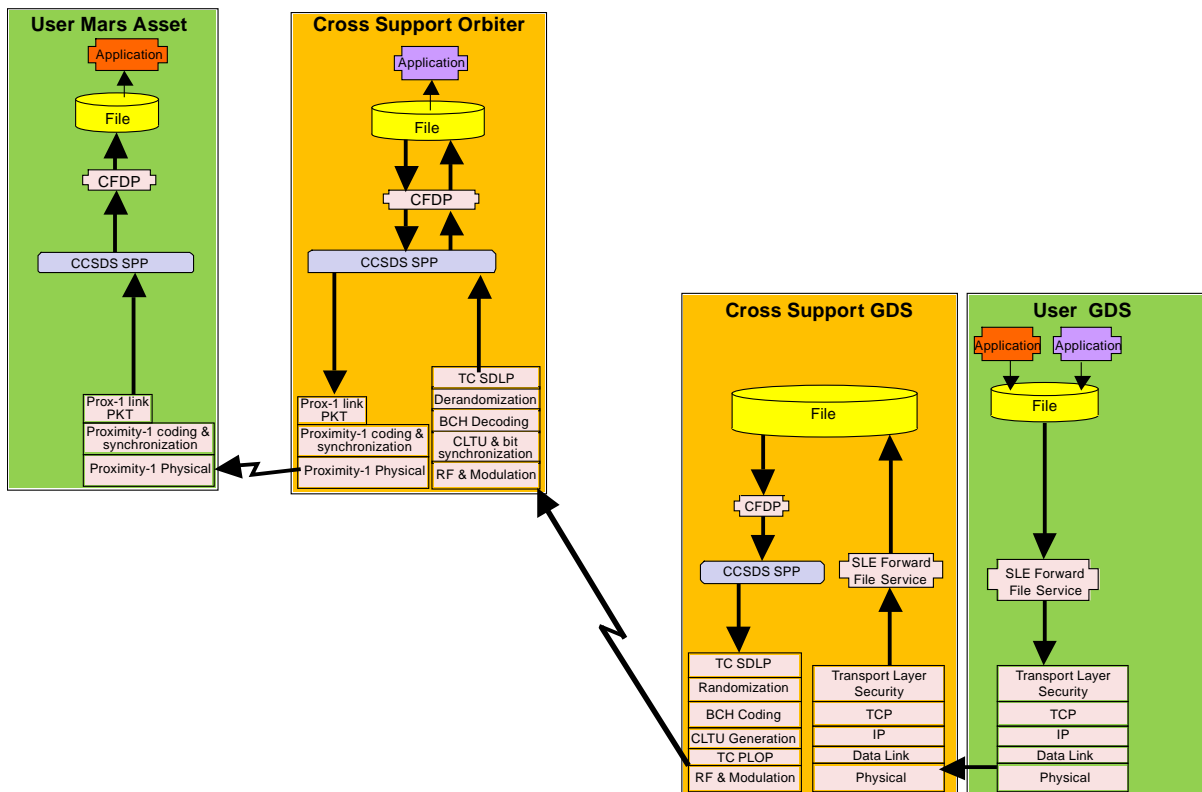 User Mars Asset
Application
File
CFDP
CCSDS SPP
Prox-1 link
PKT
Proximity-1 coding &
synchronization
Proximity-1 Physical
Cross Support Orbiter
Application
File
CFDP
CCSDS SPP
Prox-1 link
PKT
Proximity-1 coding &
synchronization
Proximity-1 Physical
TC SDLP
Derandomization
BCH Decoding
CLTU & bit
synchronization
RF & Modulation
Cross Support GDS
File
CFDP
CCSDS SPP
TC SDLP
Randomization
BCH Coding
CLTU Generation
TC PLOP
RF & Modulation
SLE Forward
File Service
Transport Layer
Security
TCP
IP
Data Link
Physical
User GDS
Application
Application
File
SLE Forward
File Service
Transport Layer
Security
TCP
IP
Data Link
Physical